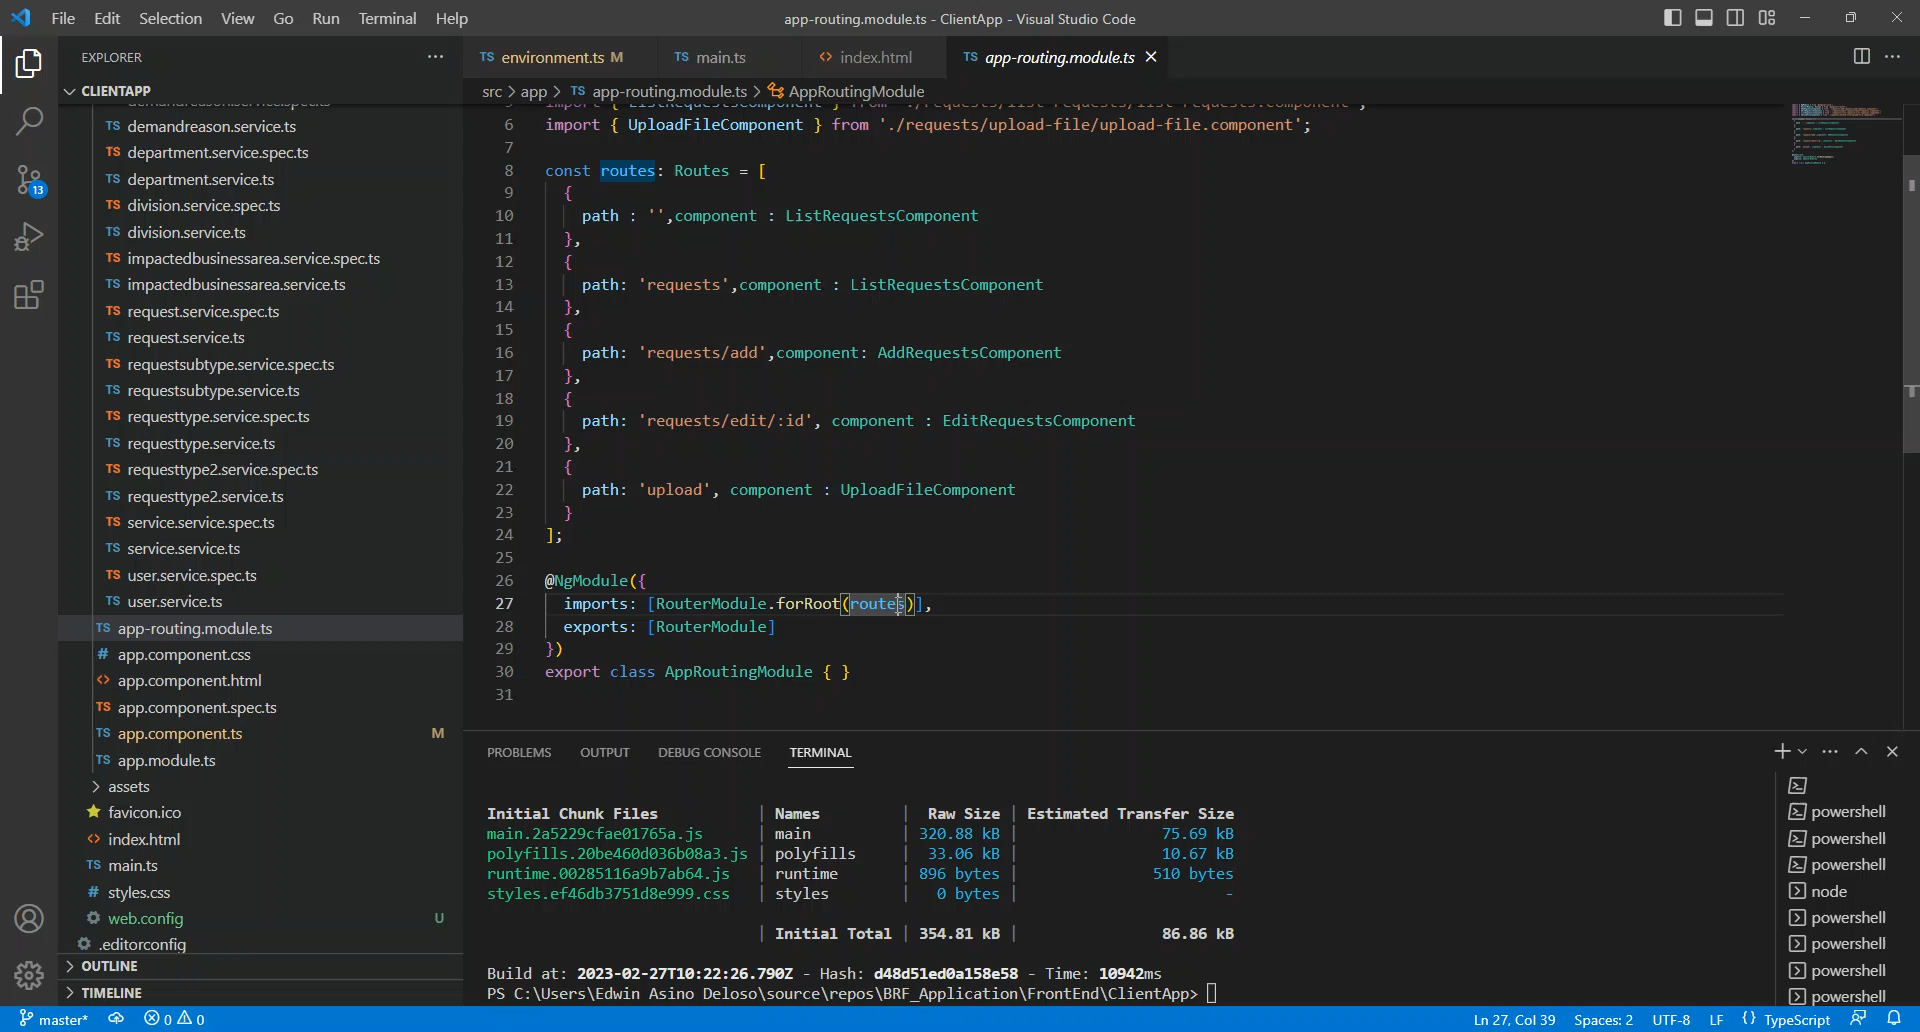 File Edit Selection View Go Run Terminal Help
app-routing.module.ts - ClientApp - Visual Studio Code
EXPLORER
CLIENTAPP
demandreason.service.spec.ts
demandreason.service.ts
department.service.spec.ts
department.service.ts
division.service.spec.ts
division.service.ts
impactedbusinessarea.service.spec.ts
impactedbusinessarea.service.ts
request.service.spec.ts
request.service.ts
requestsubtype.service.spec.ts
requestsubtype.service.ts
requesttype.service.spec.ts
requesttype.service.ts
requesttype2.service.spec.ts
requesttype2.service.ts
service.service.spec.ts
service.service.ts
user.service.spec.ts
user.service.ts
app-routing.module.ts
app.component.css
app.component.html
app.component.spec.ts
app.component.ts M
app.module.ts
assets
favicon.ico
index.html
main.ts
styles.css
web.config U
.editorconfig
OUTLINE
TIMELINE
13
TS environment.ts M
TS main.ts
index.html
TS app-routing.module.ts
src > app > TS app-routing.module.ts > AppRoutingModule
5 import { ListRequestsComponent } from './requests/list-requests/list-requests.component';
6 import { UploadFileComponent } from './requests/upload-file/upload-file.component';
7
8 const routes: Routes = [
9 {
10 path : '',component : ListRequestsComponent
11 },
12 {
13 path: 'requests',component : ListRequestsComponent
14 },
15 {
16 path: 'requests/add',component: AddRequestsComponent
17 },
18 {
19 path: 'requests/edit/:id', component : EditRequestsComponent
20 },
21 {
22 path: 'upload', component : UploadFileComponent
23 }
24 ];
25
26 @NgModule({
27 imports: [RouterModule.forRoot(routes)],
28 exports: [RouterModule]
29 })
30 export class AppRoutingModule { }
31
PROBLEMS OUTPUT DEBUG CONSOLE TERMINAL
Initial Chunk Files | Names | Raw Size | Estimated Transfer Size
main.2a5229cfae01765a.js | main | 320.88 kB | 75.69 kB
polyfills.20be460d036b08a3.js | polyfills | 33.06 kB | 10.67 kB
runtime.00285116a9b7ab64.js | runtime | 896 bytes | 510 bytes
styles.ef46db3751d8e999.css | styles | 0 bytes | -
| Initial Total | 354.81 kB | 86.86 kB
Build at: 2023-02-27T10:22:26.790Z - Hash: d48d51ed0a158e58 - Time: 10942ms
PS C:\Users\Edwin Asino Deloso\source\repos\BRF_Application\FrontEnd\ClientApp>
powershell
powershell
powershell
node
powershell
powershell
powershell
powershell
master* 0 0
Ln 27, Col 39 Spaces: 2 UTF-8 LF {} TypeScript